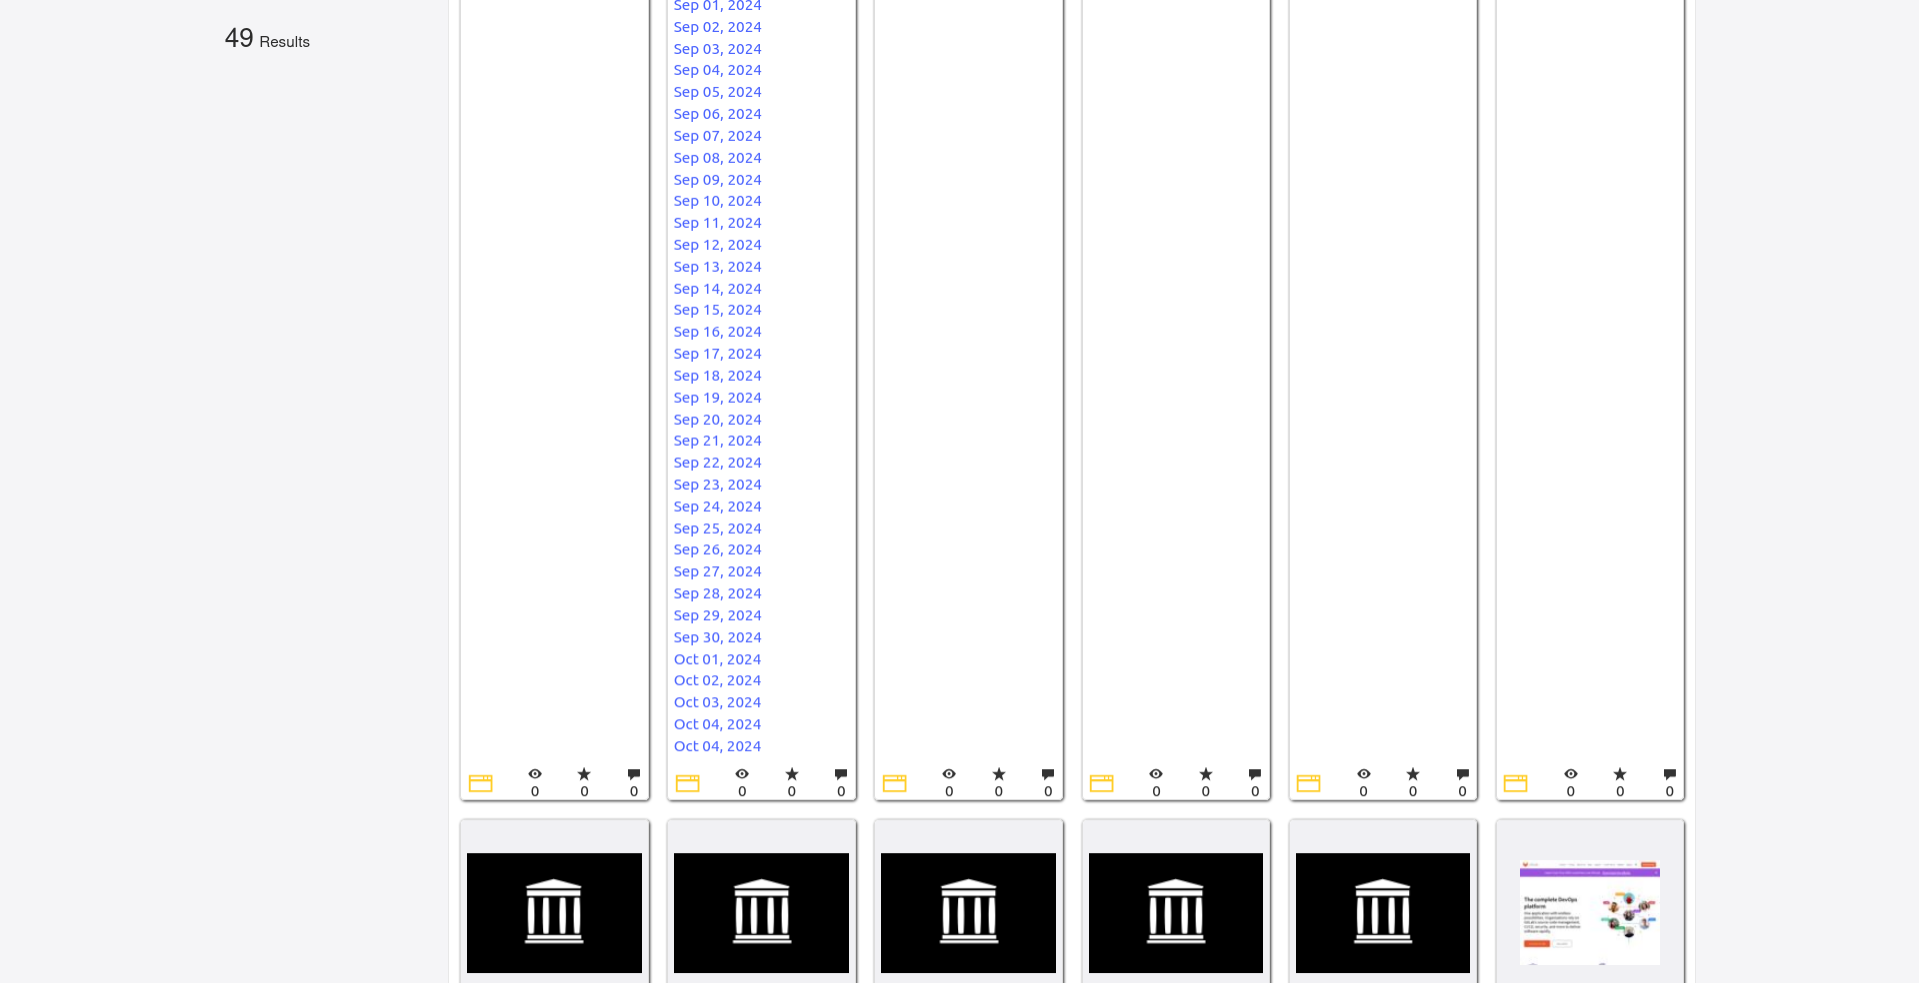 49 Results
Sep 01, 2024
Sep 02, 2024
Sep 03, 2024
Sep 04, 2024
Sep 05, 2024
Sep 06, 2024
Sep 07, 2024
Sep 08, 2024
Sep 09, 2024
Sep 10, 2024
Sep 11, 2024
Sep 12, 2024
Sep 13, 2024
Sep 14, 2024
Sep 15, 2024
Sep 16, 2024
Sep 17, 2024
Sep 18, 2024
Sep 19, 2024
Sep 20, 2024
Sep 21, 2024
Sep 22, 2024
Sep 23, 2024
Sep 24, 2024
Sep 25, 2024
Sep 26, 2024
Sep 27, 2024
Sep 28, 2024
Sep 29, 2024
Sep 30, 2024
Oct 01, 2024
Oct 02, 2024
Oct 03, 2024
Oct 04, 2024
Oct 04, 2024
0 0 0 0 0 0 0 0 0 0 0 0 0 0 0 0 0 0
The complete DevOps
platform